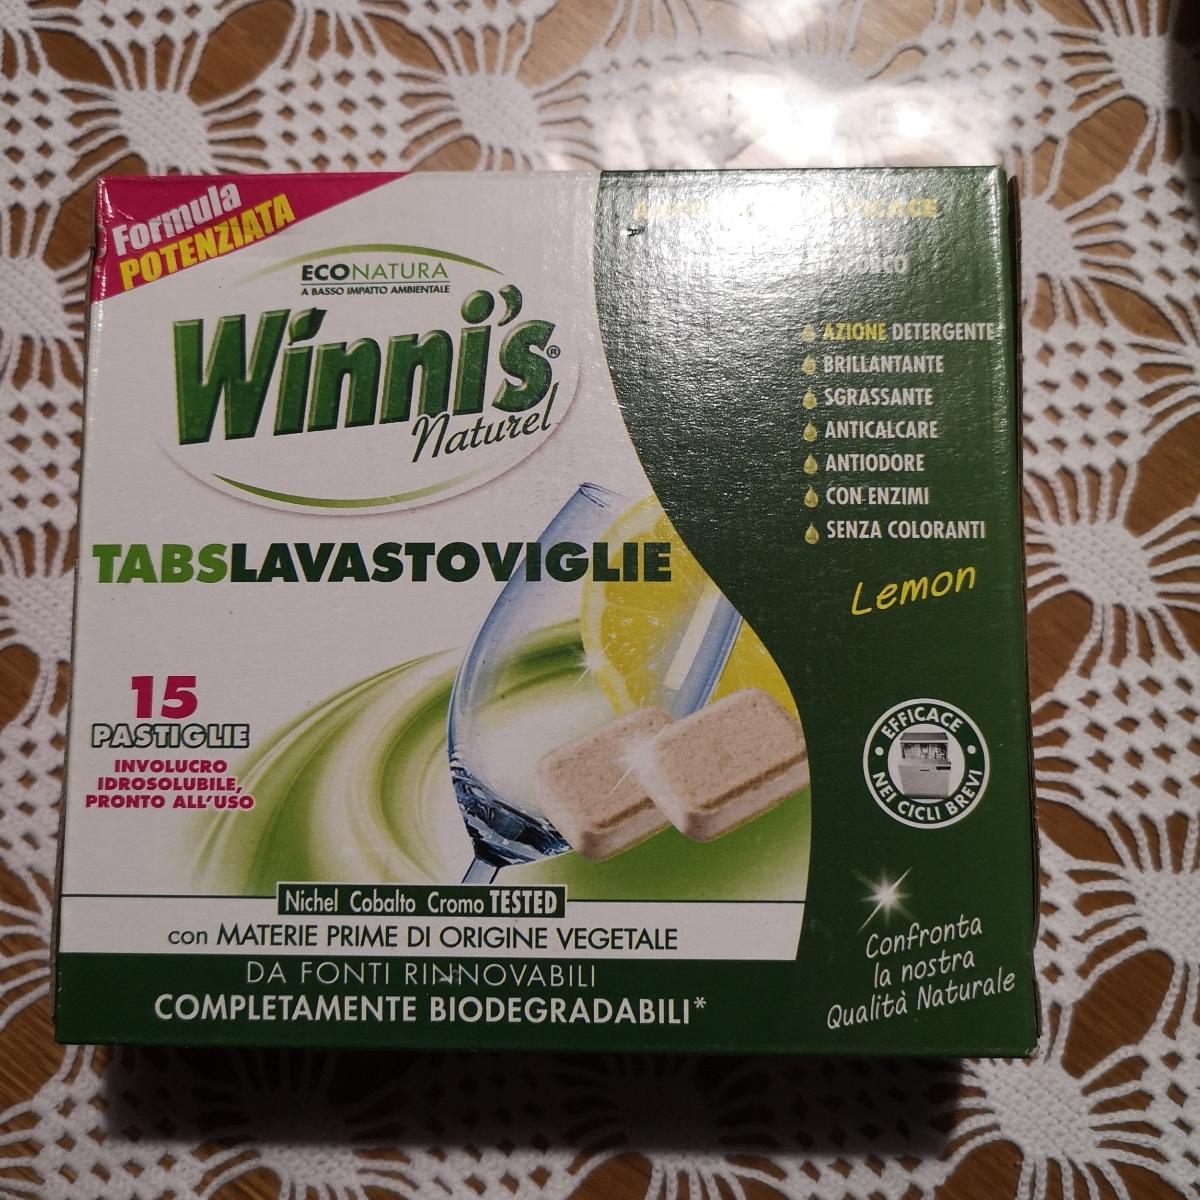 Formula
POTENZIATA
ECONATURA
A BASSO IMPATTO AMBIENTALE
Winni's®
Naturel
TABSLAVASTOVIGLIE
15
PASTIGLIE
INVOLUCRO
IDROSOLUBILE,
PRONTO ALL'USO
AZIONE DETERGENTE
BRILLANTANTE
SGRASSANTE
ANTICALCARE
ANTIODORE
CON ENZIMI
SENZA COLORANTI
Lemon
EFFICACE
NEI CICLI BREVI
Nichel Cobalto Cromo TESTED
con MATERIE PRIME DI ORIGINE VEGETALE
DA FONTI RINNOVABILI
COMPLETAMENTE BIODEGRADABILI*
Confronta
la nostra
Qualità Naturale